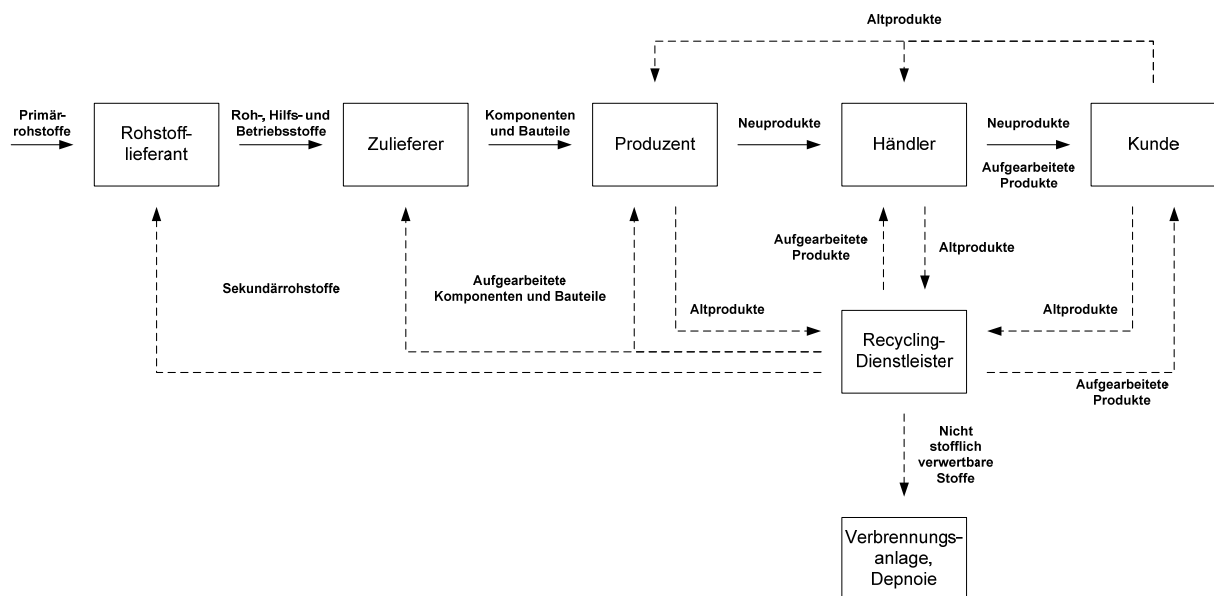 Altprodukte
Primär-
rohstoffe
Rohstoff-
lieferant
Roh-, Hilfs- und
Betriebsstoffe
Zulieferer
Komponenten
und Bauteile
Produzent
Neuprodukte
Händler
Neuprodukte
Aufgearbeitete
Produkte
Kunde
Sekundärrohstoffe
Aufgearbeitete
Komponenten und Bauteile
Aufgearbeitete
Produkte
Altprodukte
Altprodukte
Altprodukte
Recycling-
Dienstleister
Aufgearbeitete
Produkte
Nicht
stofflich
verwertbare
Stoffe
Verbrennungs-
anlage,
Depnoie